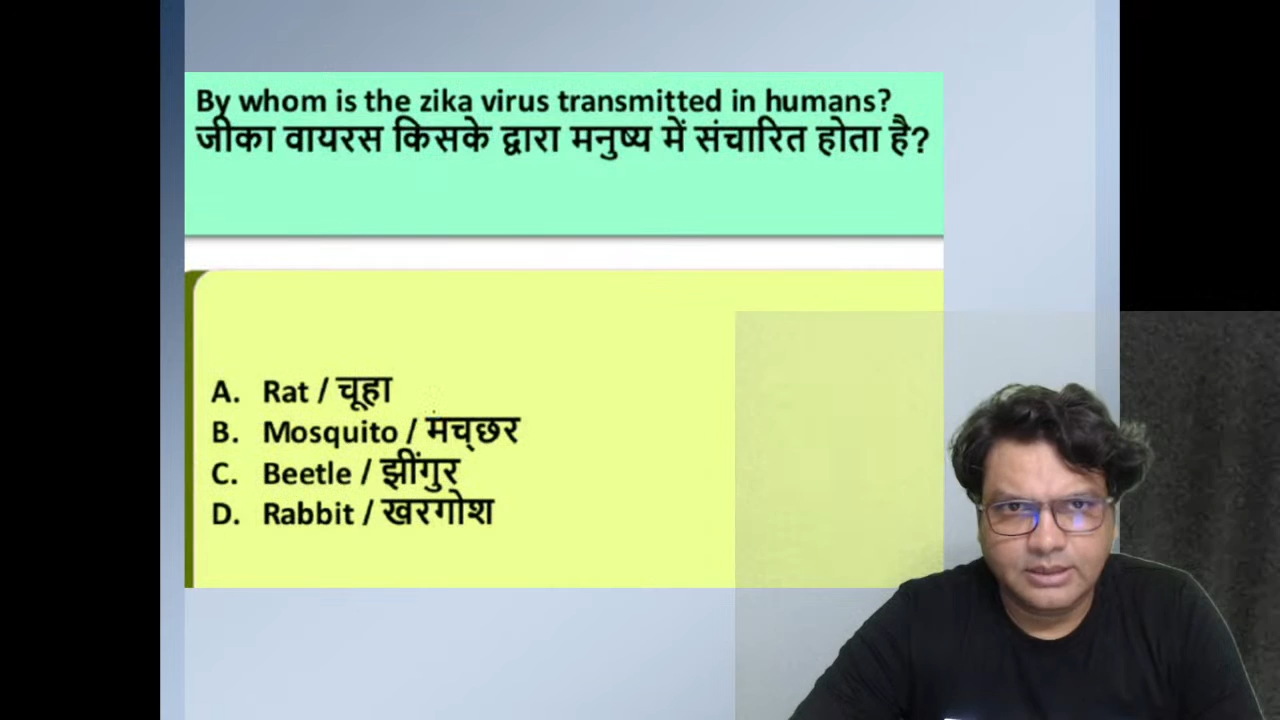 By whom is the zika virus transmitted in humans?
जीका वायरस किसके द्वारा मनुष्य में संचारित होता है?
A. Rat / चूहा
B. Mosquito / मच्छर
C. Beetle / झींगुर
D. Rabbit / खरगोश